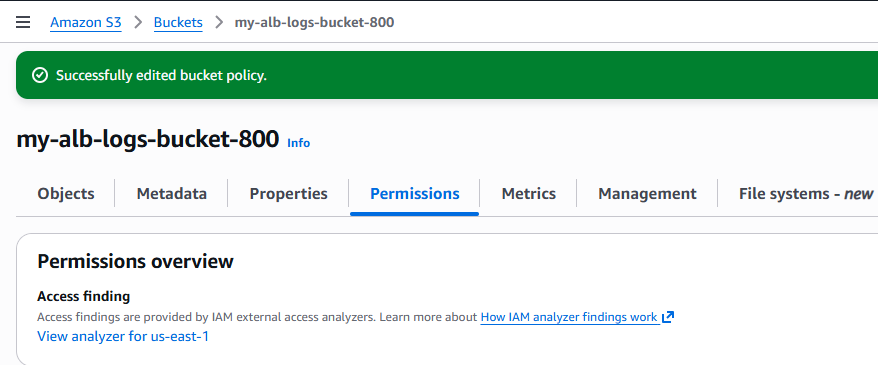 Amazon S3 > Buckets > my-alb-logs-bucket-800
Successfully edited bucket policy.
my-alb-logs-bucket-800 Info
Objects Metadata Properties Permissions Metrics Management File systems - new
Permissions overview
Access finding
Access findings are provided by IAM external access analyzers. Learn more about How IAM analyzer findings work
View analyzer for us-east-1